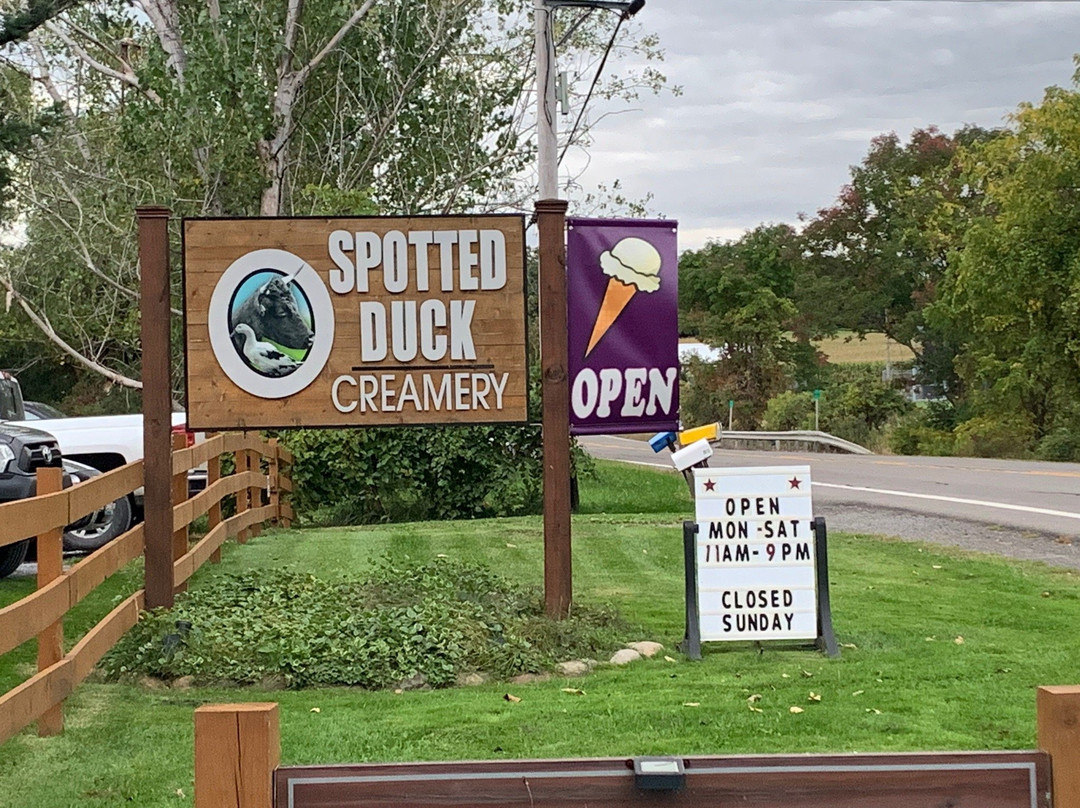 SPOTTED
DUCK
CREAMERY
OPEN
OPEN
MON-SAT
11AM-9PM
CLOSED
SUNDAY